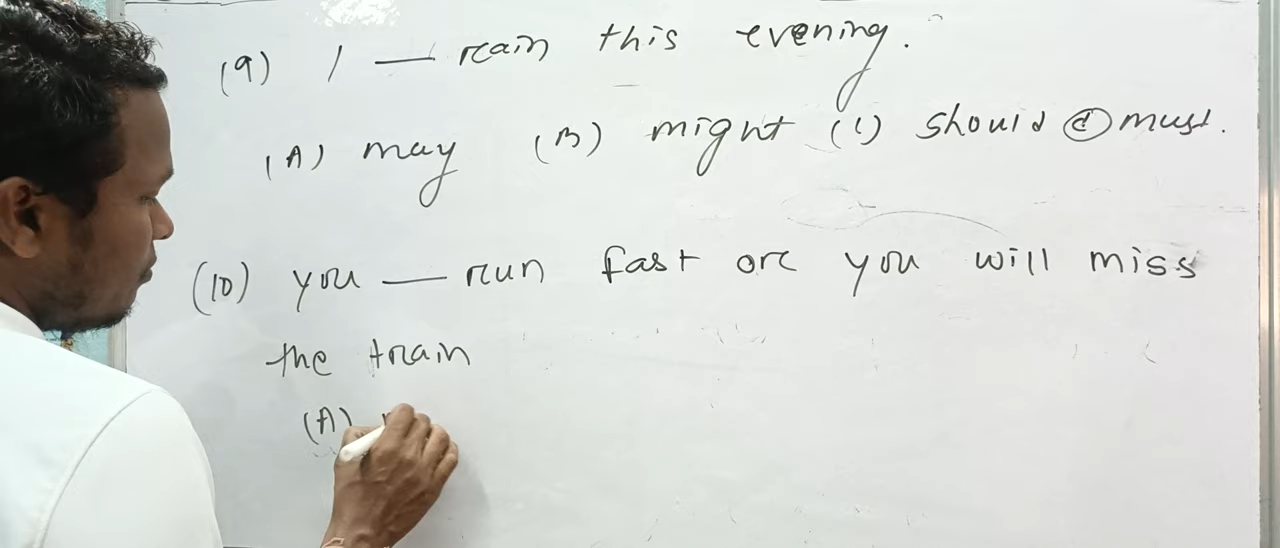 (9) I — rain this evening.
(A) may (B) might (C) should (d) must.
(10) you — run fast or you will miss
the train
(A)